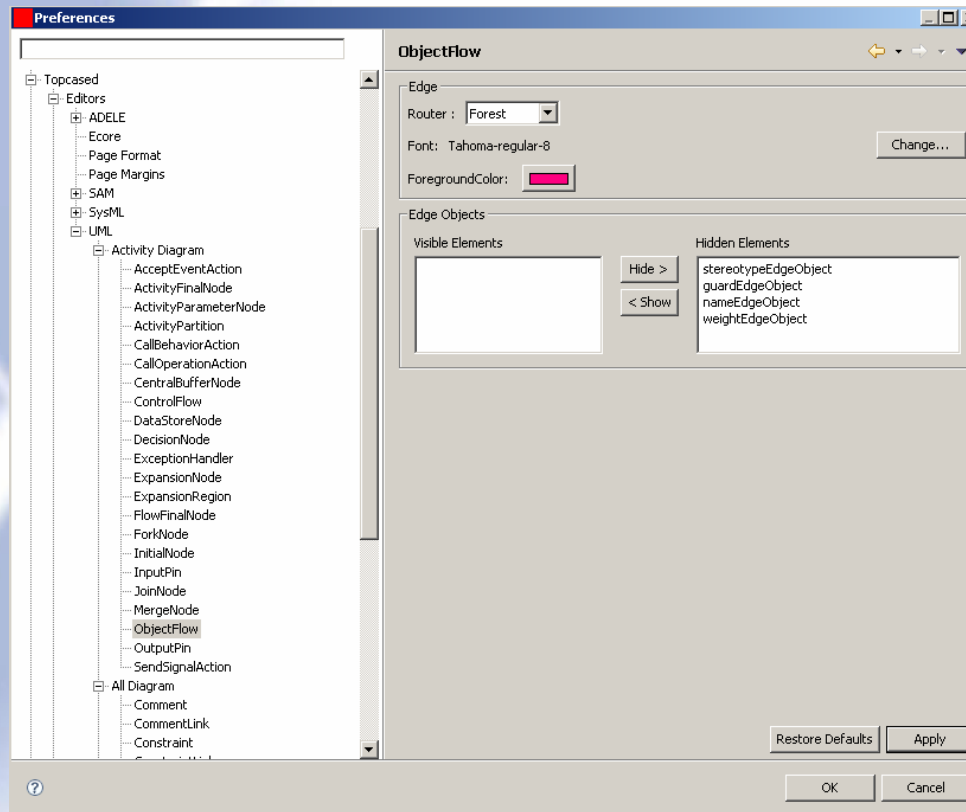 Preferences
Topcased
Editors
ADELE
Ecore
Page Format
Page Margins
SAM
SysML
UML
Activity Diagram
AcceptEventAction
ActivityFinalNode
ActivityParameterNode
ActivityPartition
CallBehaviorAction
CallOperationAction
CentralBufferNode
ControlFlow
DataStoreNode
DecisionNode
ExceptionHandler
ExpansionNode
ExpansionRegion
FlowFinalNode
ForkNode
InitialNode
InputPin
JoinNode
MergeNode
ObjectFlow
OutputPin
SendSignalAction
All Diagram
Comment
CommentLink
Constraint
ObjectFlow
Edge
Router : Forest
Font: Tahoma-regular-8 Change...
ForegroundColor:
Edge Objects
Visible Elements Hidden Elements
Hide >
< Show
stereotypeEdgeObject
guardEdgeObject
nameEdgeObject
weightEdgeObject
Restore Defaults Apply
? OK Cancel